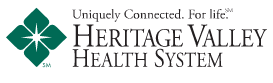 Uniquely Connected. For life.℠
HERITAGE VALLEY
HEALTH SYSTEM
SM